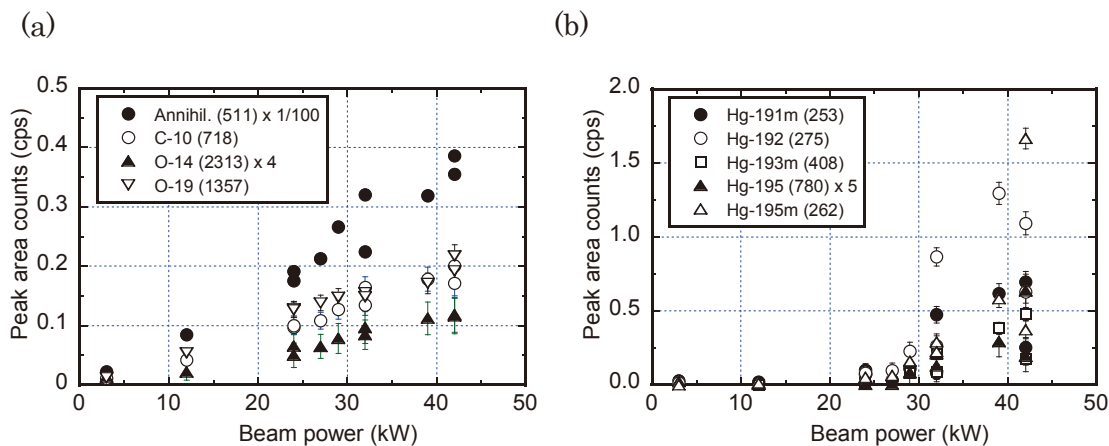 (a)
(b)
0.5
0.4
0.3
0.2
0.1
0
Peak area counts (cps)
Annihil. (511) x 1/100
C-10 (718)
O-14 (2313) x 4
O-19 (1357)
0 10 20 30 40 50
Beam power (kW)
2.0
1.5
1.0
0.5
0.0
Peak area counts (cps)
Hg-191m (253)
Hg-192 (275)
Hg-193m (408)
Hg-195 (780) x 5
Hg-195m (262)
0 10 20 30 40 50
Beam power (kW)